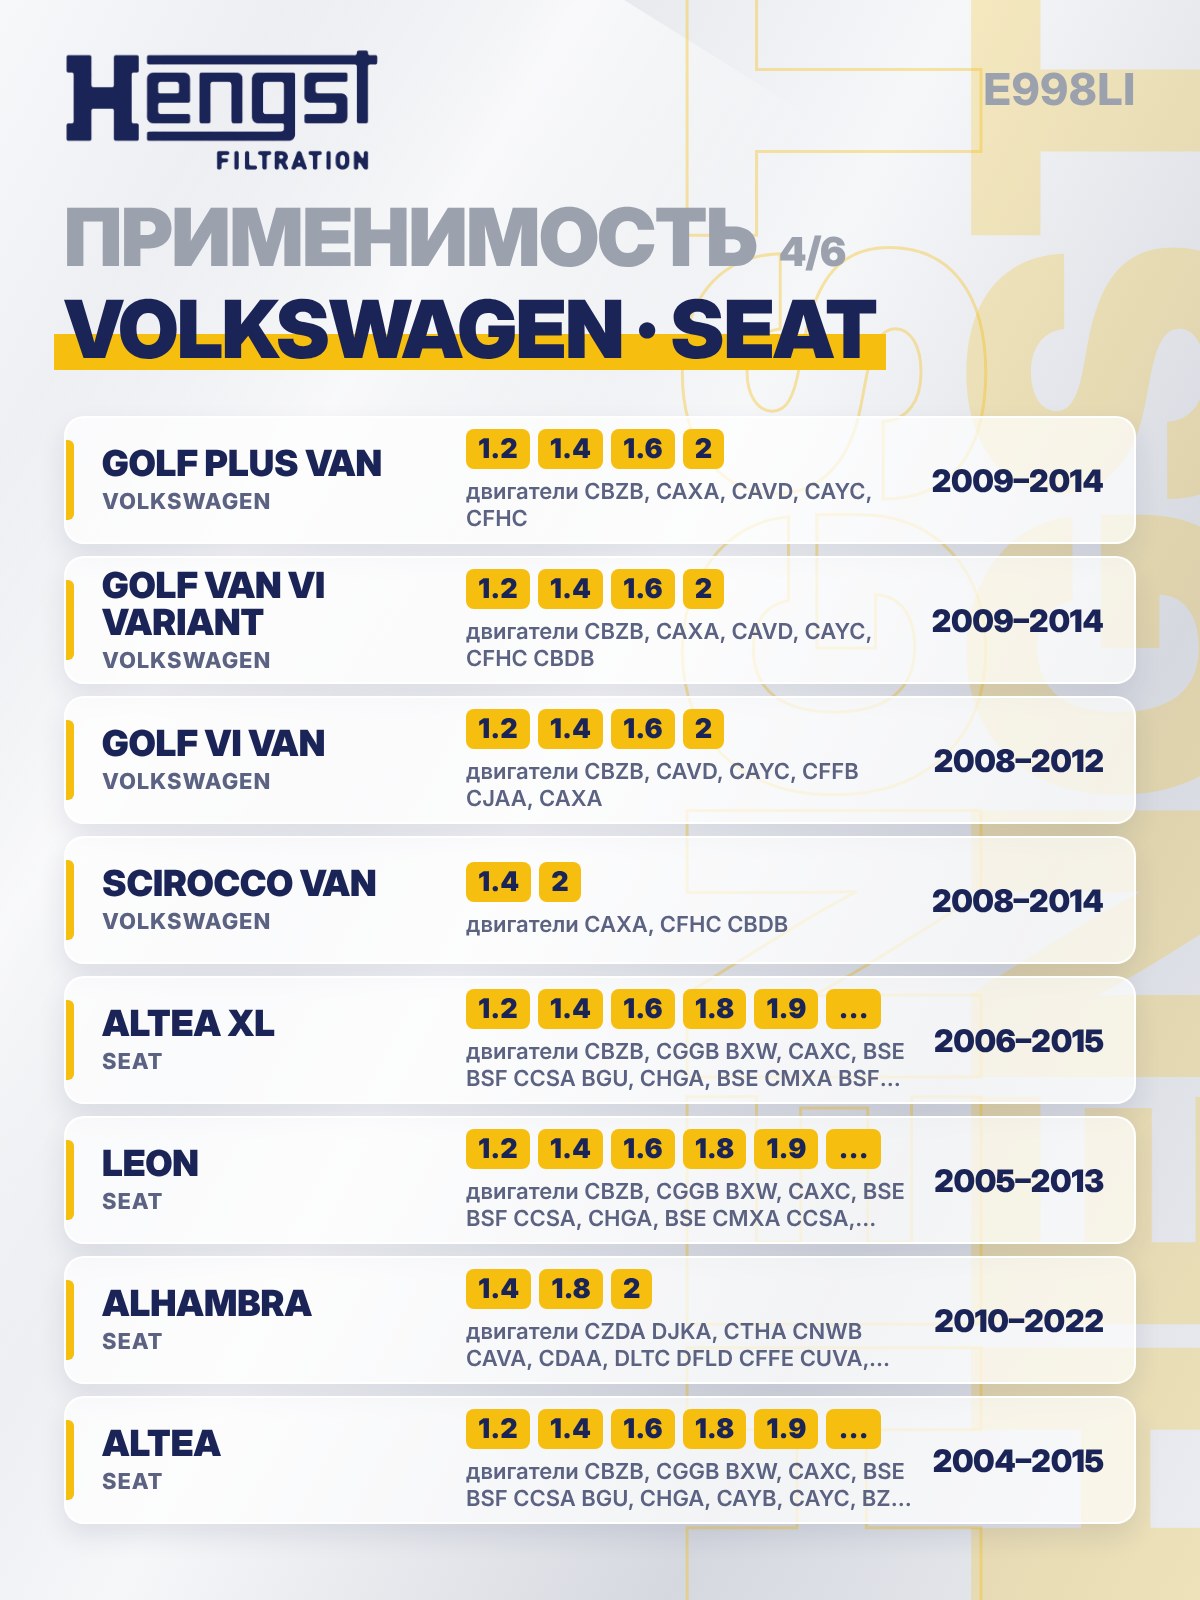 Hengst
FILTRATION
E998LI
ПРИМЕНИМОСТЬ 4/6
VOLKSWAGEN · SEAT
GOLF PLUS VAN
VOLKSWAGEN
1.2 1.4 1.6 2
двигатели CBZB, CAXA, CAVD, CAYC,
CFHC
2009–2014
GOLF VAN VI
VARIANT
VOLKSWAGEN
1.2 1.4 1.6 2
двигатели CBZB, CAXA, CAVD, CAYC,
CFHC CBDB
2009–2014
GOLF VI VAN
VOLKSWAGEN
1.2 1.4 1.6 2
двигатели CBZB, CAVD, CAYC, CFFB
CJAA, CAXA
2008–2012
SCIROCCO VAN
VOLKSWAGEN
1.4 2
двигатели CAXA, CFHC CBDB
2008–2014
ALTEA XL
SEAT
1.2 1.4 1.6 1.8 1.9 ...
двигатели CBZB, CGGB BXW, CAXC, BSE
BSF CCSA BGU, CHGA, BSE CMXA BSF...
2006–2015
LEON
SEAT
1.2 1.4 1.6 1.8 1.9 ...
двигатели CBZB, CGGB BXW, CAXC, BSE
BSF CCSA, CHGA, BSE CMXA CCSA,...
2005–2013
ALHAMBRA
SEAT
1.4 1.8 2
двигатели CZDA DJKA, CTHA CNWB
CAVA, CDAA, DLTC DFLD CFFE CUVA,...
2010–2022
ALTEA
SEAT
1.2 1.4 1.6 1.8 1.9 ...
двигатели CBZB, CGGB BXW, CAXC, BSE
BSF CCSA BGU, CHGA, CAYB, CAYC, BZ...
2004–2015
HENGST